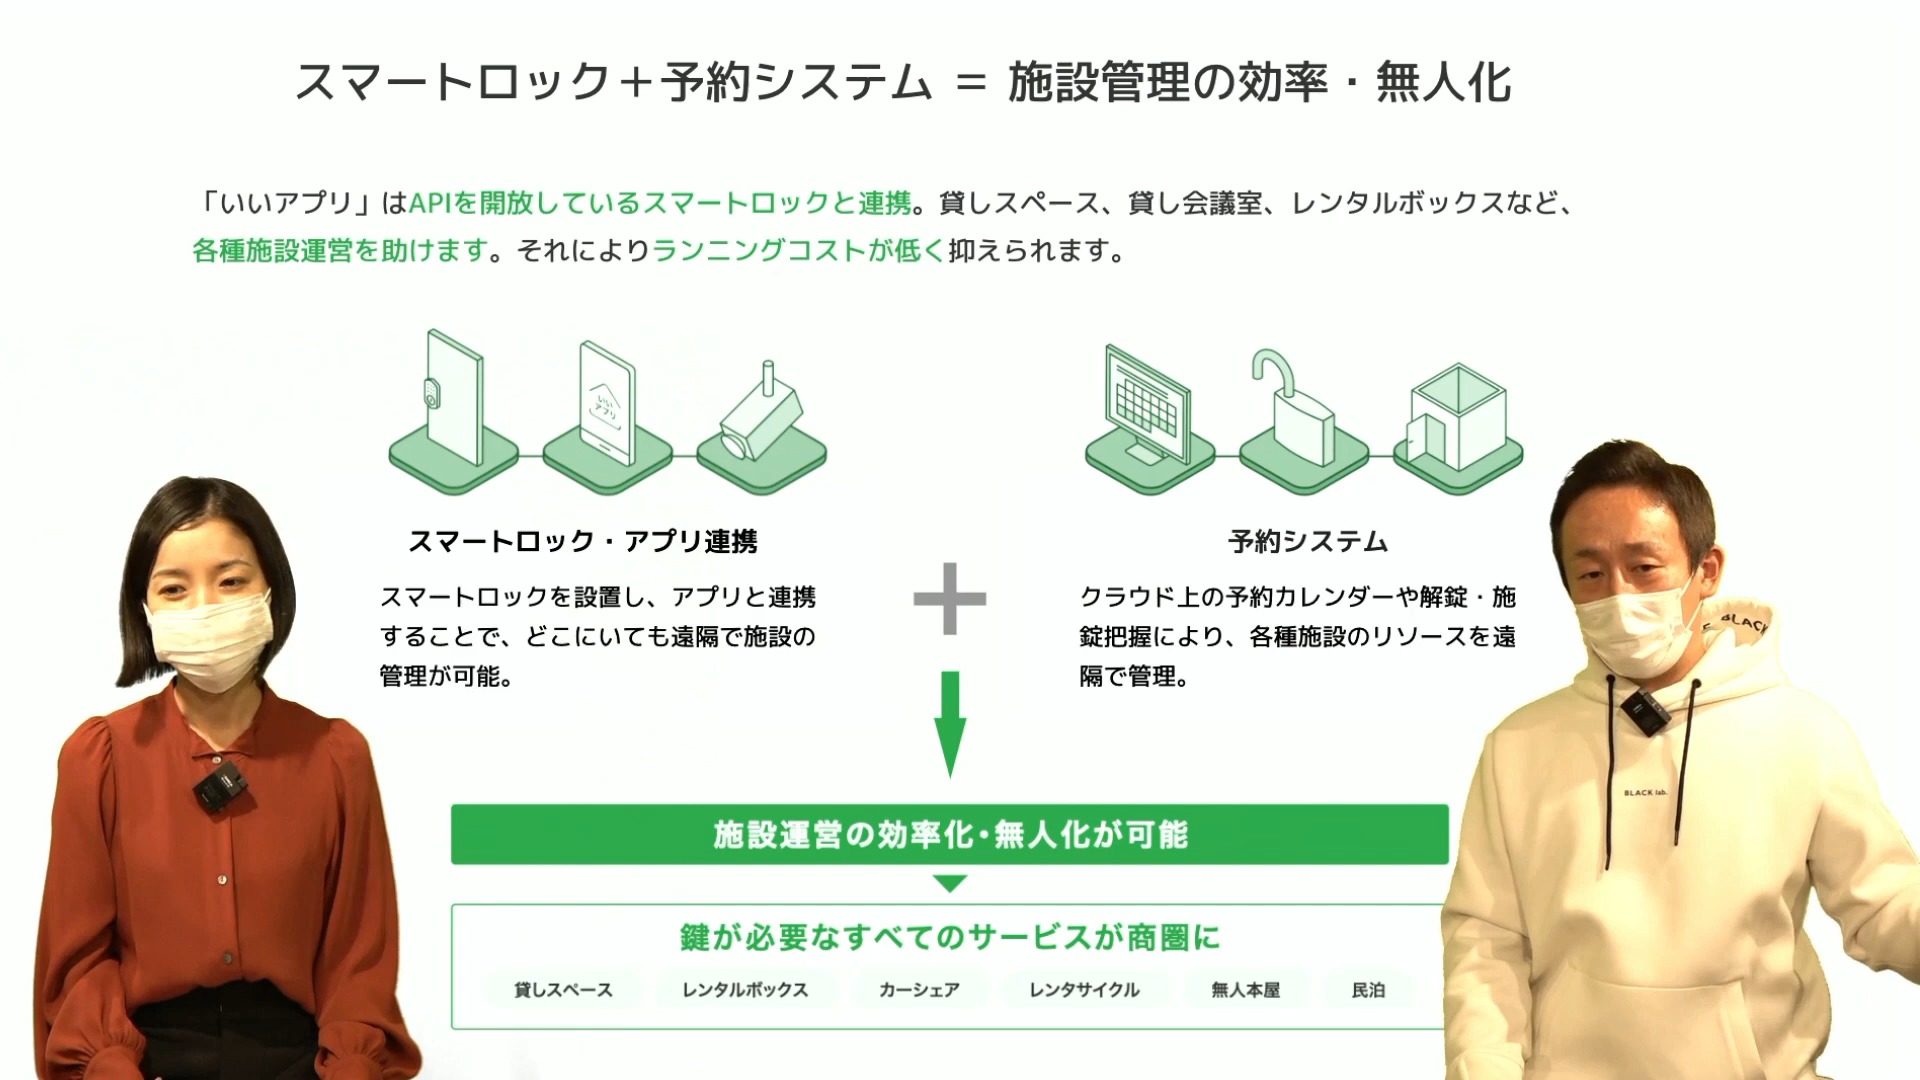 スマートロック＋予約システム ＝ 施設管理の効率・無人化
「いいアプリ」はAPIを開放しているスマートロックと連携。貸しスペース、貸し会議室、レンタルボックスなど、
各種施設運営を助けます。それによりランニングコストが低く抑えられます。
いい
アプリ
スマートロック・アプリ連携
スマートロックを設置し、アプリと連携
することで、どこにいても遠隔で施設の
管理が可能。
予約システム
クラウド上の予約カレンダーや解錠・施
錠把握により、各種施設のリソースを遠
隔で管理。
施設運営の効率化・無人化が可能
鍵が必要なすべてのサービスが商圏に
貸しスペース
レンタルボックス
カーシェア
レンタサイクル
無人本屋
民泊
BLACK
BLACK lab.